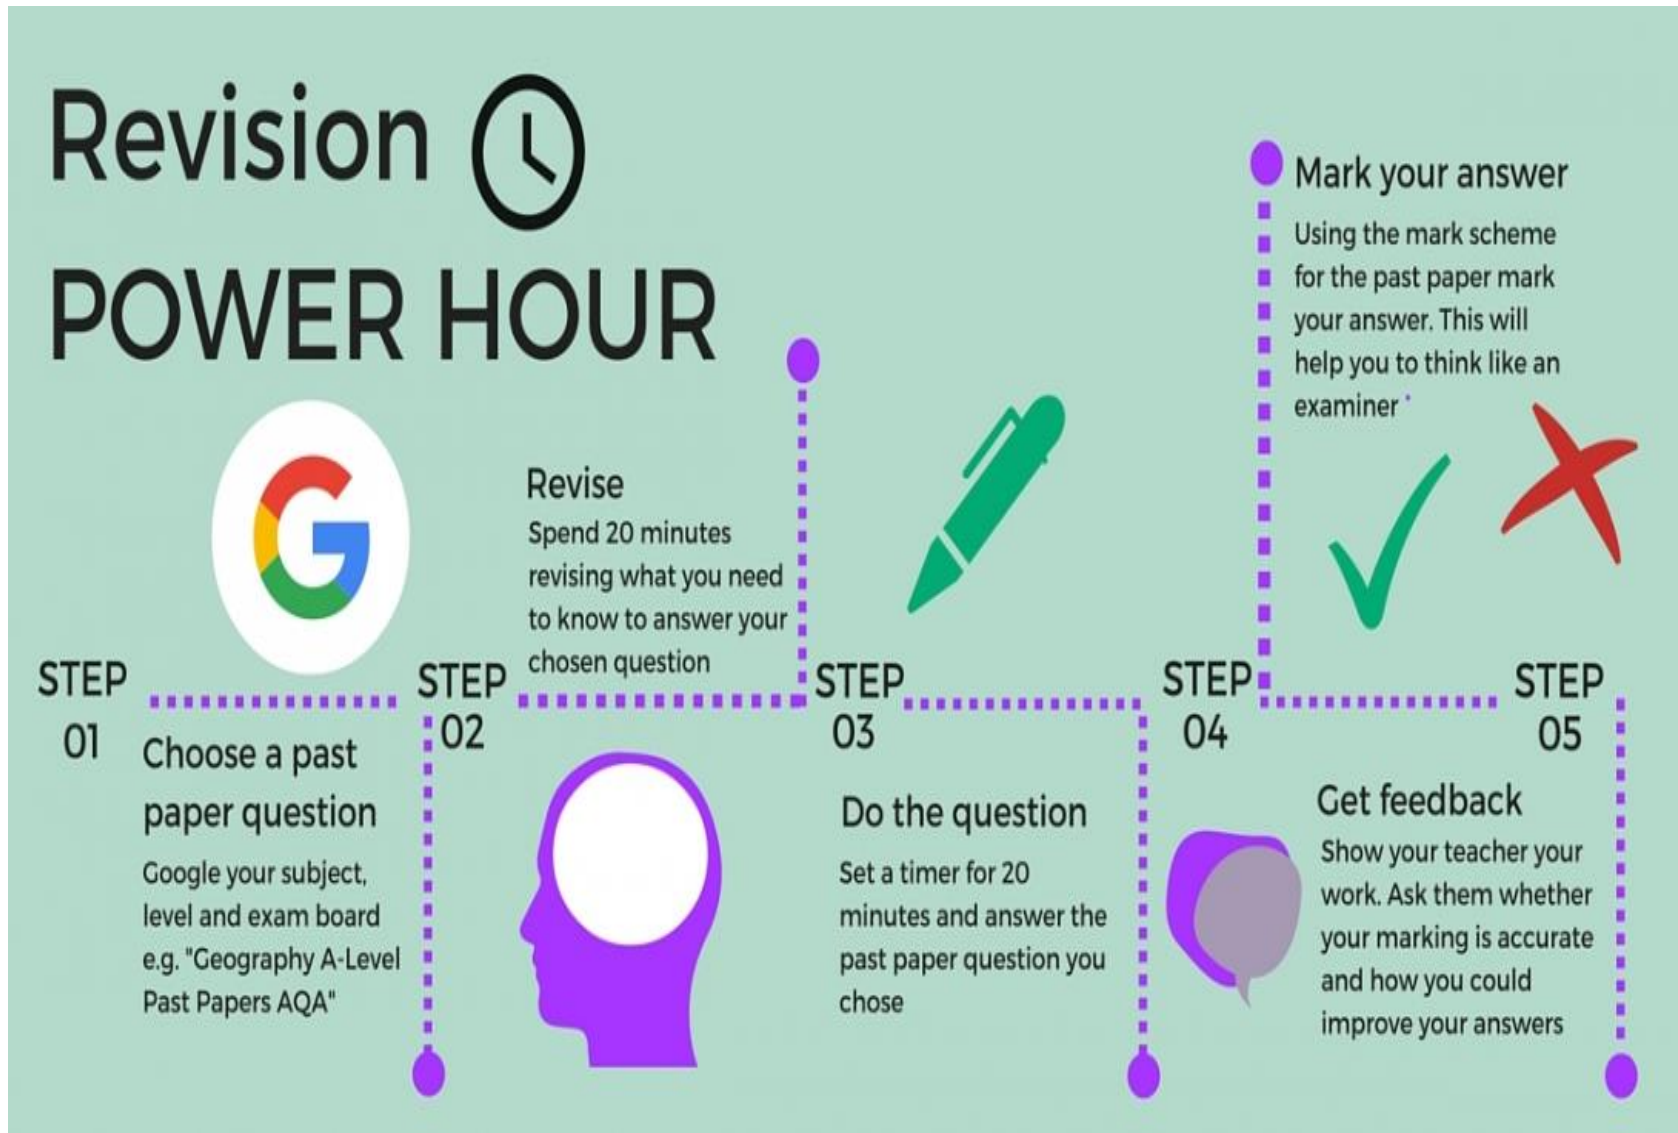 Revision
POWER HOUR
STEP
01
Choose a past
paper question
Google your subject,
level and exam board
e.g. "Geography A-Level
Past Papers AQA"
STEP
02
Revise
Spend 20 minutes
revising what you need
to know to answer your
chosen question
STEP
03
Do the question
Set a timer for 20
minutes and answer the
past paper question you
chose
STEP
04
Mark your answer
Using the mark scheme
for the past paper mark
your answer. This will
help you to think like an
examiner
STEP
05
Get feedback
Show your teacher your
work. Ask them whether
your marking is accurate
and how you could
improve your answers